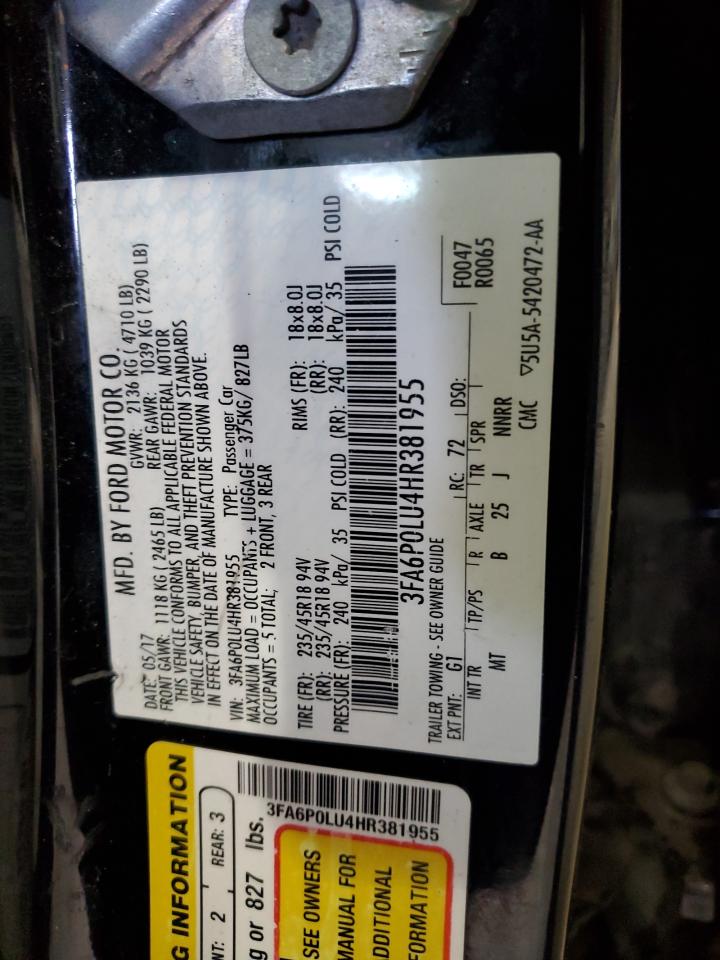 MFD. BY FORD MOTOR CO.
DATE: 05/17 GVWR: 2136 KG ( 4710 LB)
FRONT GAWR: 1118 KG ( 2465 LB) REAR GAWR: 1039 KG ( 2290 LB)
THIS VEHICLE CONFORMS TO ALL APPLICABLE FEDERAL MOTOR
VEHICLE SAFETY, BUMPER, AND THEFT PREVENTION STANDARDS
IN EFFECT ON THE DATE OF MANUFACTURE SHOWN ABOVE.
VIN: 3FA6P0LU4HR381955 TYPE: Passenger Car
MAXIMUM LOAD = OCCUPANTS + LUGGAGE = 375KG/ 827LB
OCCUPANTS = 5 TOTAL; 2 FRONT, 3 REAR
TIRE (FR): 235/45R18 94V RIMS (FR): 18x8.0J
(RR): 235/45R18 94V (RR): 18x8.0J
PRESSURE (FR): 240 kPa/ 35 PSI COLD (RR): 240 kPa/ 35 PSI COLD
3FA6P0LU4HR381955
TRAILER TOWING - SEE OWNER GUIDE
EXT PNT: G1 RC: 72 DSO: F0047
R0065
INT TR TP/PS R AXLE TR SPR
MT B 25 J NNRR
CMC ▽5U5A-5420472-AA
G INFORMATION
NT: 2 REAR: 3
g or 827 lbs.
3FA6P0LU4HR381955
SEE OWNERS
MANUAL FOR
ADDITIONAL
FORMATION